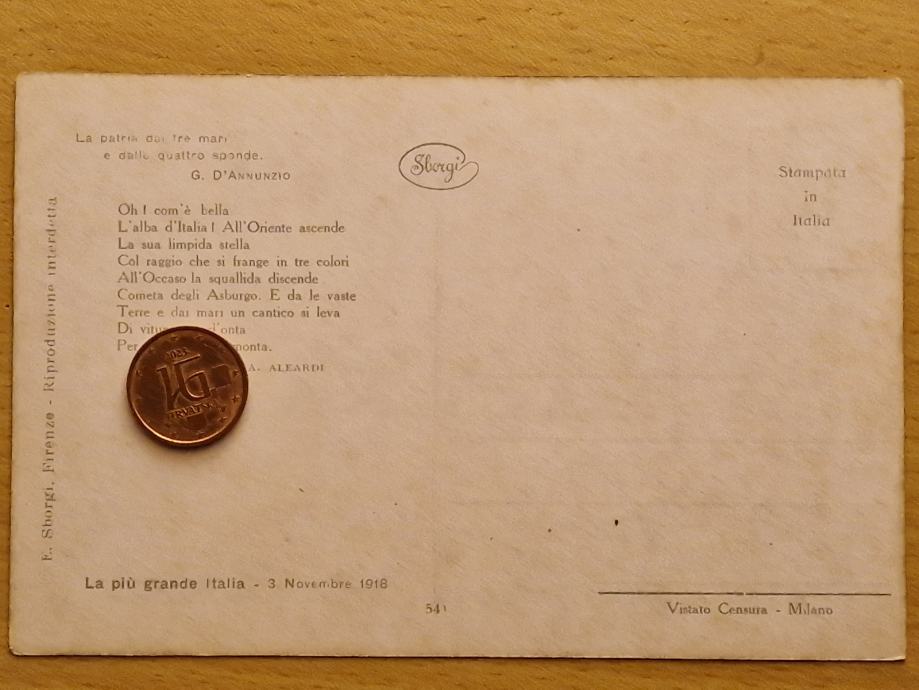 La patria dai tre mari
e dalle quattro sponde.
G. D'ANNUNZIO
Sborgi
Stampata
in
Italia
Oh! com'è bella
L'alba d'Italia! All'Oriente ascende
La sua limpida stella
Col raggio che si frange in tre colori
All'Occaso la squallida discende
Cometa degli Asburgo. E da le vaste
Terre e dai mari un cantico si leva
Di d'onta
Per monta.
A. ALEARDI
2023
HRVATSKA
E. Sborgi, Firenze - Riproduzione interdetta
La più grande Italia - 3 Novembre 1918
541
Vistato Censura - Milano